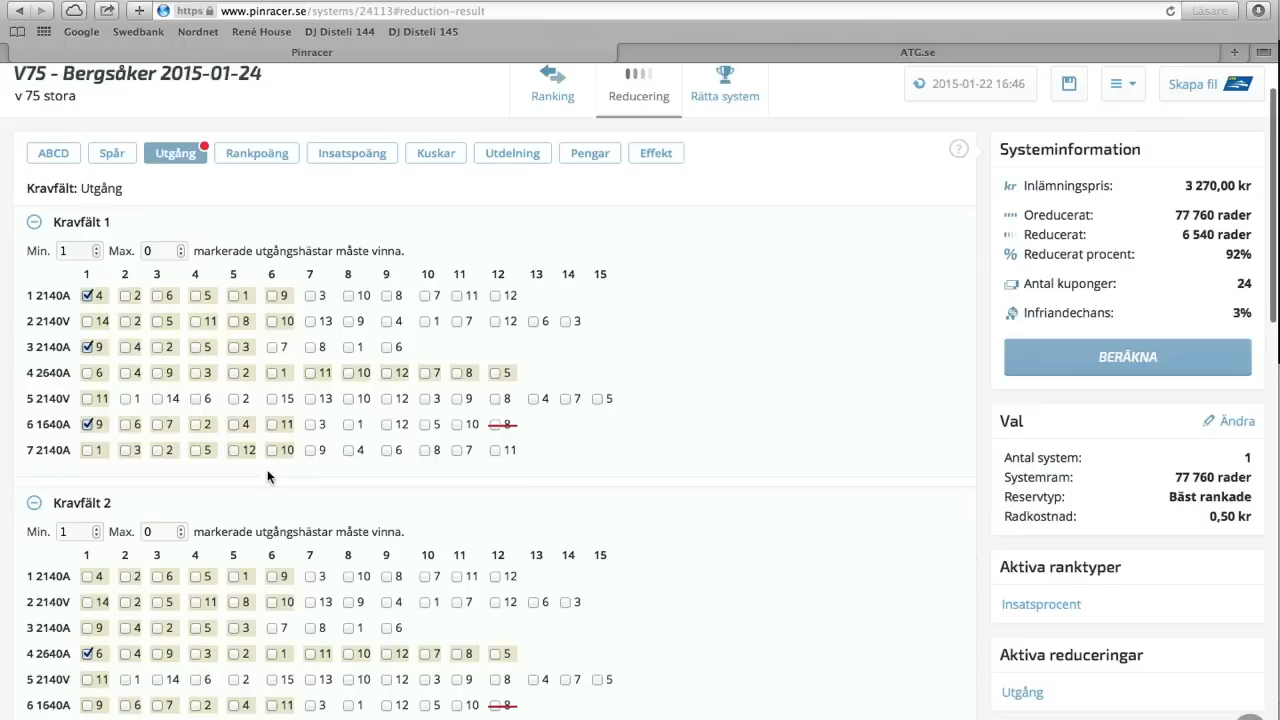 https www.pinracer.se/systems/24113#reduction-result Läsare
Google Swedbank Nordnet René House DJ Disteli 144 DJ Disteli 145
Pinracer ATG.se
V75 - Bergsåker 2015-01-24
v 75 stora
Ranking Reducering Rätta system
2015-01-22 16:46
Skapa fil
ABCD Spår Utgång Rankpoäng Insatspoäng Kuskar Utdelning Pengar Effekt
?
Kravfält: Utgång
Kravfält 1
Min. 1 Max. 0 markerade utgångshästar måste vinna.
1 2 3 4 5 6 7 8 9 10 11 12 13 14 15
1 2140A 4 2 6 5 1 9 3 10 8 7 11 12
2 2140V 14 2 5 11 8 10 13 9 4 1 7 12 6 3
3 2140A 9 4 2 5 3 7 8 1 6
4 2640A 6 4 9 3 2 1 11 10 12 7 8 5
5 2140V 11 1 14 6 2 15 13 10 12 3 9 8 4 7 5
6 1640A 9 6 7 2 4 11 3 1 12 5 10 8
7 2140A 1 3 2 5 12 10 9 4 6 8 7 11
Kravfält 2
Min. 1 Max. 0 markerade utgångshästar måste vinna.
1 2 3 4 5 6 7 8 9 10 11 12 13 14 15
1 2140A 4 2 6 5 1 9 3 10 8 7 11 12
2 2140V 14 2 5 11 8 10 13 9 4 1 7 12 6 3
3 2140A 9 4 2 5 3 7 8 1 6
4 2640A 6 4 9 3 2 1 11 10 12 7 8 5
5 2140V 11 1 14 6 2 15 13 10 12 3 9 8 4 7 5
6 1640A 9 6 7 2 4 11 3 1 12 5 10 8
Systeminformation
kr Inlämningspris: 3 270,00 kr
Oreducerat: 77 760 rader
Reducerat: 6 540 rader
% Reducerat procent: 92%
Antal kuponger: 24
Infriandechans: 3%
BERÄKNA
Val Ändra
Antal system: 1
Systemram: 77 760 rader
Reservtyp: Bäst rankade
Radkostnad: 0,50 kr
Aktiva ranktyper
Insatsprocent
Aktiva reduceringar
Utgång